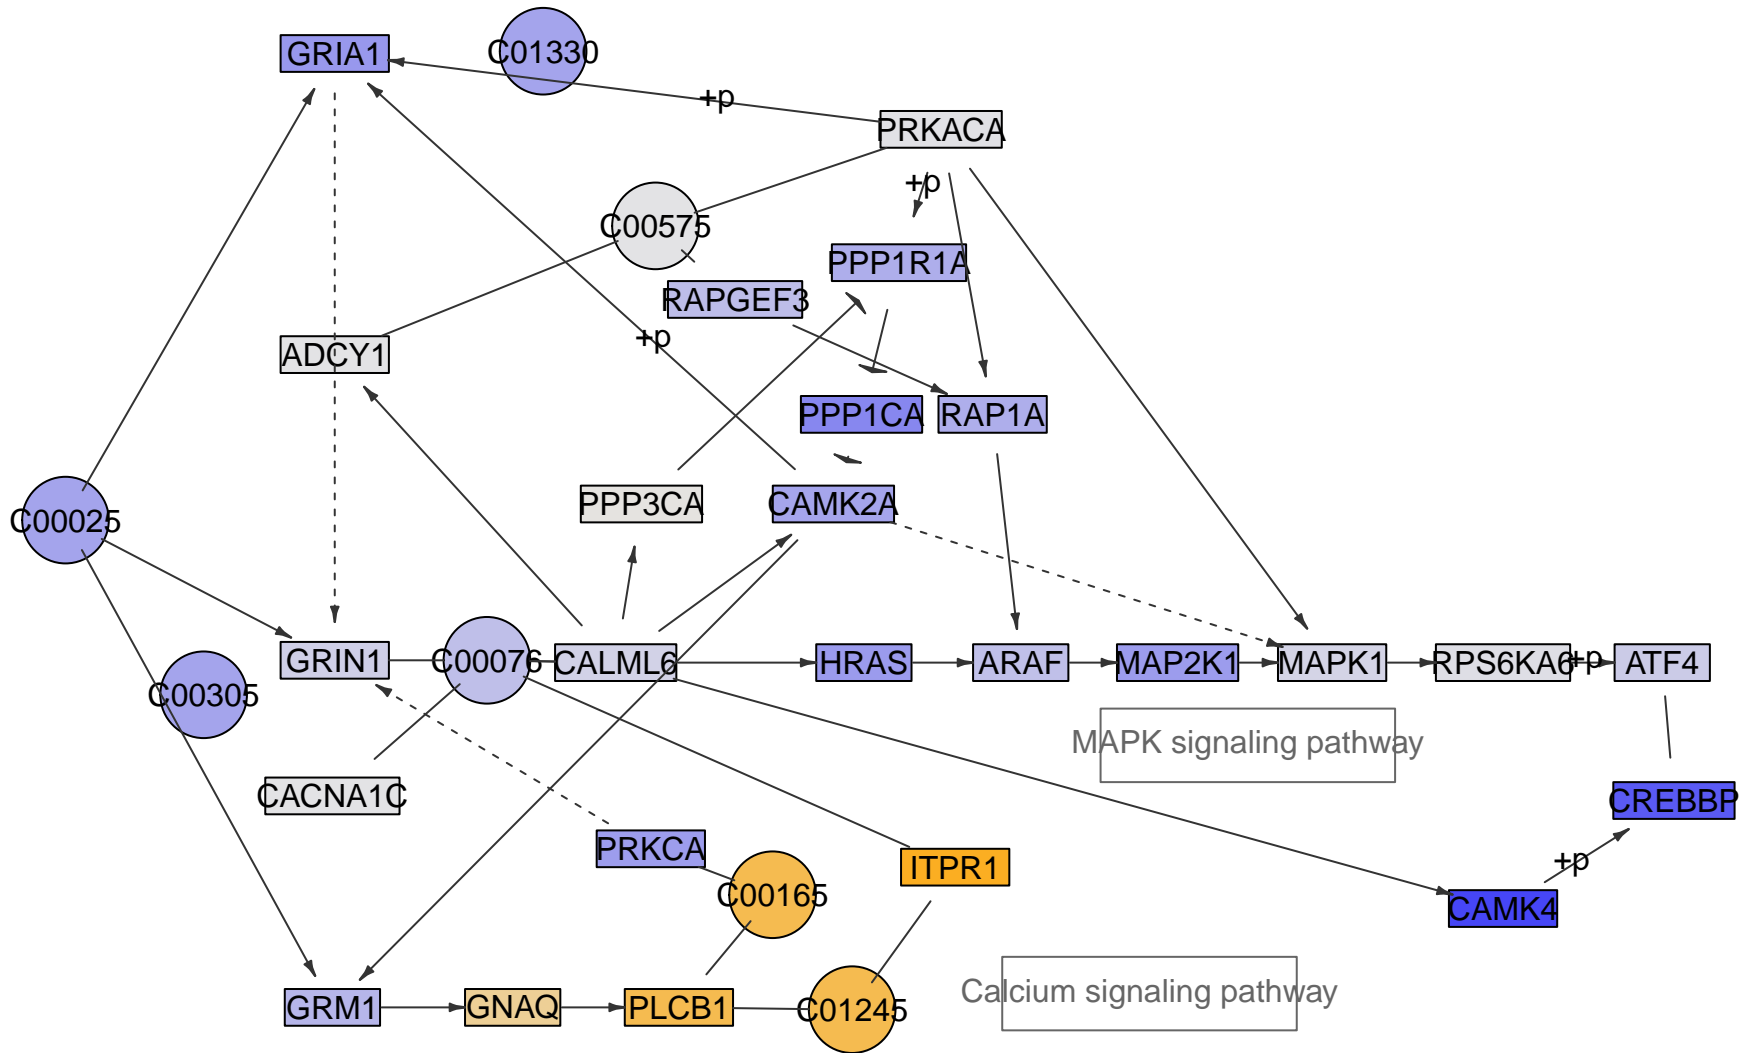 GRIA1
C01330
+p
PRKACA
+p
C00575
PPP1R1A
RAPGEF3
+p
ADCY1
PPP1CA
RAP1A
PPP3CA
CAMK2A
C00025
GRIN1
C00076
CALML6
HRAS
ARAF
MAP2K1
MAPK1
RPS6KA6
+p
ATF4
C00305
MAPK signaling pathway
CACNA1C
CREBBP
PRKCA
ITPR1
+p
C00165
CAMK4
Calcium signaling pathway
GRM1
GNAQ
PLCB1
C01245